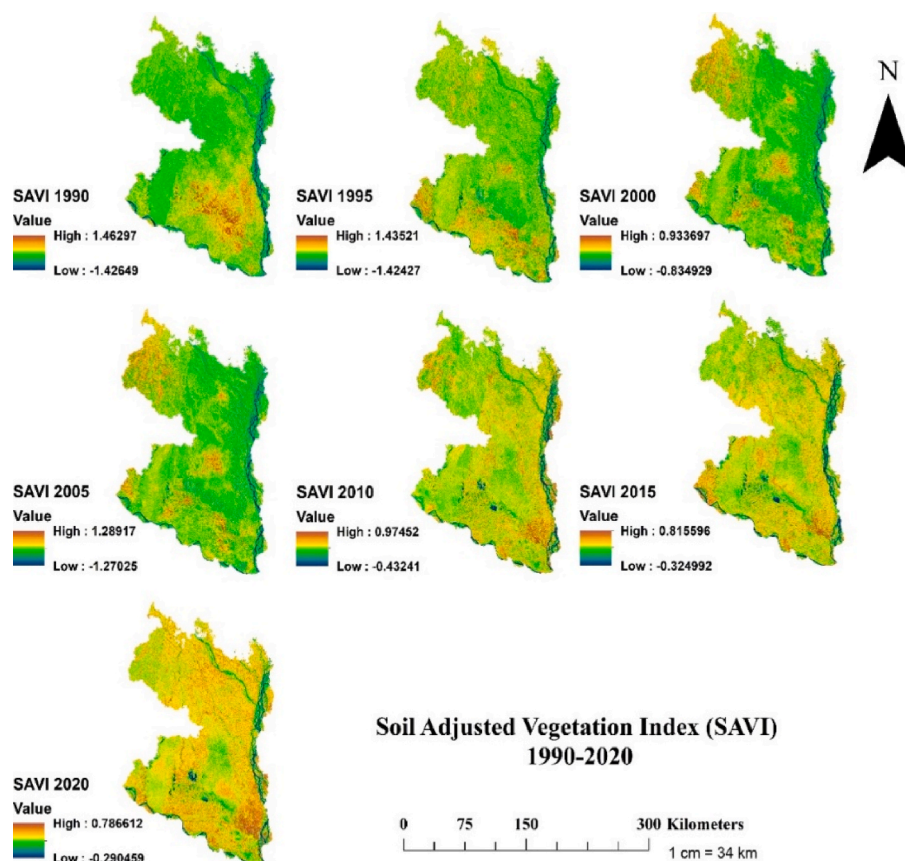 N
SAVI 1990
Value
High : 1.46297
Low : -1.42649
SAVI 1995
Value
High : 1.43521
Low : -1.42427
SAVI 2000
Value
High : 0.933697
Low : -0.834929
SAVI 2005
Value
High : 1.28917
Low : -1.27025
SAVI 2010
Value
High : 0.97452
Low : -0.43241
SAVI 2015
Value
High : 0.815596
Low : -0.324992
SAVI 2020
Value
High : 0.786612
Low : -0.290459
Soil Adjusted Vegetation Index (SAVI)
1990-2020
0 75 150 300 Kilometers
1 cm = 34 km